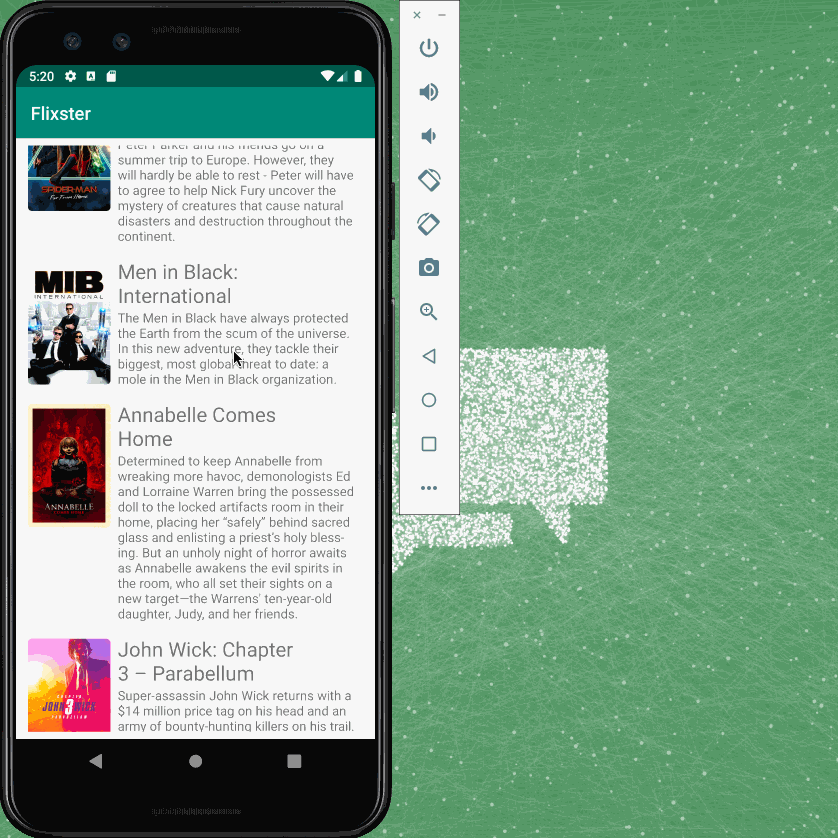 5:20
Flixster
Peter Parker and his friends go on a
summer trip to Europe. However, they
will hardly be able to rest - Peter will have
to agree to help Nick Fury uncover the
mystery of creatures that cause natural
disasters and destruction throughout the
continent.
SPIDER-MAN
Far From Home
MIB
INTERNATIONAL
Men in Black:
International
The Men in Black have always protected
the Earth from the scum of the universe.
In this new adventure, they tackle their
biggest, most global threat to date: a
mole in the Men in Black organization.
ANNABELLE
Annabelle Comes
Home
Determined to keep Annabelle from
wreaking more havoc, demonologists Ed
and Lorraine Warren bring the possessed
doll to the locked artifacts room in their
home, placing her “safely” behind sacred
glass and enlisting a priest’s holy bless-
ing. But an unholy night of horror awaits
as Annabelle awakens the evil spirits in
the room, who all set their sights on a
new target—the Warrens' ten-year-old
daughter, Judy, and her friends.
JOHN WICK
3
PARABELLUM
John Wick: Chapter
3 – Parabellum
Super-assassin John Wick returns with a
$14 million price tag on his head and an
army of bounty-hunting killers on his trail.